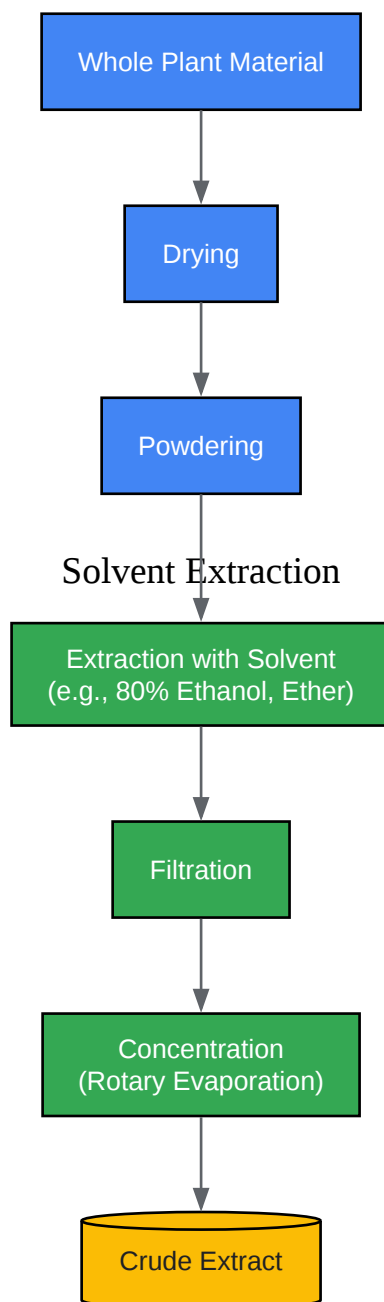 Whole Plant Material
Drying
Powdering
Solvent Extraction
Extraction with Solvent
(e.g., 80% Ethanol, Ether)
Filtration
Concentration
(Rotary Evaporation)
Crude Extract